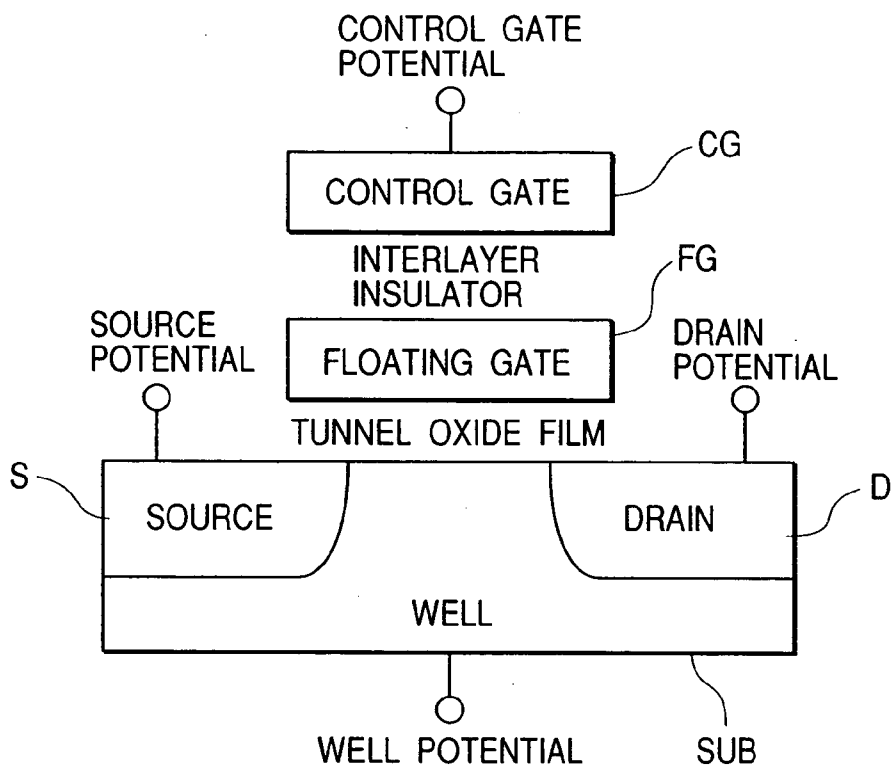 CONTROL GATE
POTENTIAL
CG
CONTROL GATE
INTERLAYER
INSULATOR
FG
SOURCE
POTENTIAL
FLOATING GATE
DRAIN
POTENTIAL
TUNNEL OXIDE FILM
S
SOURCE
DRAIN
D
WELL
WELL POTENTIAL
SUB